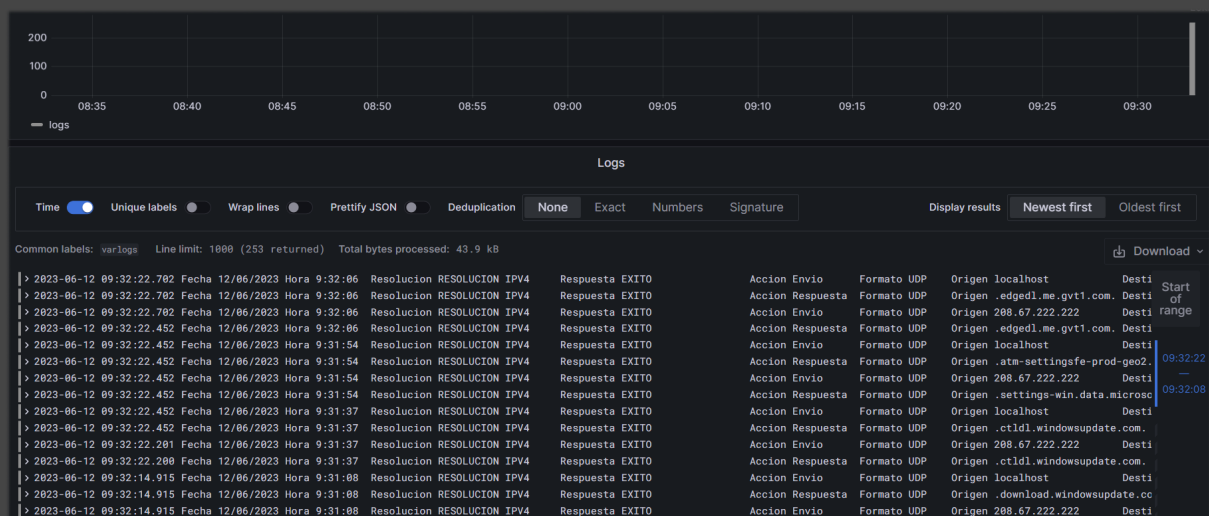 200
100
0
08:35 08:40 08:45 08:50 08:55 09:00 09:05 09:10 09:15 09:20 09:25 09:30
logs
Logs
Time Unique labels Wrap lines Prettify JSON Deduplication None Exact Numbers Signature Display results Newest first Oldest first
Common labels: varlogs Line limit: 1000 (253 returned) Total bytes processed: 43.9 kB Download
> 2023-06-12 09:32:22.702 Fecha 12/06/2023 Hora 9:32:06 Resolucion RESOLUCION IPV4 Respuesta EXITO Accion Envio Formato UDP Origen localhost Desti
> 2023-06-12 09:32:22.702 Fecha 12/06/2023 Hora 9:32:06 Resolucion RESOLUCION IPV4 Respuesta EXITO Accion Respuesta Formato UDP Origen .edgedl.me.gvt1.com. Desti
> 2023-06-12 09:32:22.702 Fecha 12/06/2023 Hora 9:32:06 Resolucion RESOLUCION IPV4 Respuesta EXITO Accion Envio Formato UDP Origen 208.67.222.222 Desti
> 2023-06-12 09:32:22.452 Fecha 12/06/2023 Hora 9:32:06 Resolucion RESOLUCION IPV4 Respuesta EXITO Accion Respuesta Formato UDP Origen .edgedl.me.gvt1.com. Desti
> 2023-06-12 09:32:22.452 Fecha 12/06/2023 Hora 9:31:54 Resolucion RESOLUCION IPV4 Respuesta EXITO Accion Envio Formato UDP Origen localhost Desti
> 2023-06-12 09:32:22.452 Fecha 12/06/2023 Hora 9:31:54 Resolucion RESOLUCION IPV4 Respuesta EXITO Accion Respuesta Formato UDP Origen .atm-settingsfe-prod-geo2.
> 2023-06-12 09:32:22.452 Fecha 12/06/2023 Hora 9:31:54 Resolucion RESOLUCION IPV4 Respuesta EXITO Accion Envio Formato UDP Origen 208.67.222.222 Desti
> 2023-06-12 09:32:22.452 Fecha 12/06/2023 Hora 9:31:54 Resolucion RESOLUCION IPV4 Respuesta EXITO Accion Respuesta Formato UDP Origen .settings-win.data.microsc
> 2023-06-12 09:32:22.452 Fecha 12/06/2023 Hora 9:31:37 Resolucion RESOLUCION IPV4 Respuesta EXITO Accion Envio Formato UDP Origen localhost Desti
> 2023-06-12 09:32:22.452 Fecha 12/06/2023 Hora 9:31:37 Resolucion RESOLUCION IPV4 Respuesta EXITO Accion Respuesta Formato UDP Origen .ctldl.windowsupdate.com.
> 2023-06-12 09:32:22.201 Fecha 12/06/2023 Hora 9:31:37 Resolucion RESOLUCION IPV4 Respuesta EXITO Accion Envio Formato UDP Origen 208.67.222.222 Desti
> 2023-06-12 09:32:22.200 Fecha 12/06/2023 Hora 9:31:37 Resolucion RESOLUCION IPV4 Respuesta EXITO Accion Respuesta Formato UDP Origen .ctldl.windowsupdate.com.
> 2023-06-12 09:32:14.915 Fecha 12/06/2023 Hora 9:31:08 Resolucion RESOLUCION IPV4 Respuesta EXITO Accion Envio Formato UDP Origen localhost Desti
> 2023-06-12 09:32:14.915 Fecha 12/06/2023 Hora 9:31:08 Resolucion RESOLUCION IPV4 Respuesta EXITO Accion Respuesta Formato UDP Origen .download.windowsupdate.cc
> 2023-06-12 09:32:14.915 Fecha 12/06/2023 Hora 9:31:08 Resolucion RESOLUCION IPV4 Respuesta EXITO Accion Envio Formato UDP Origen 208.67.222.222 Desti
Start
of
range
09:32:22
—
09:32:08